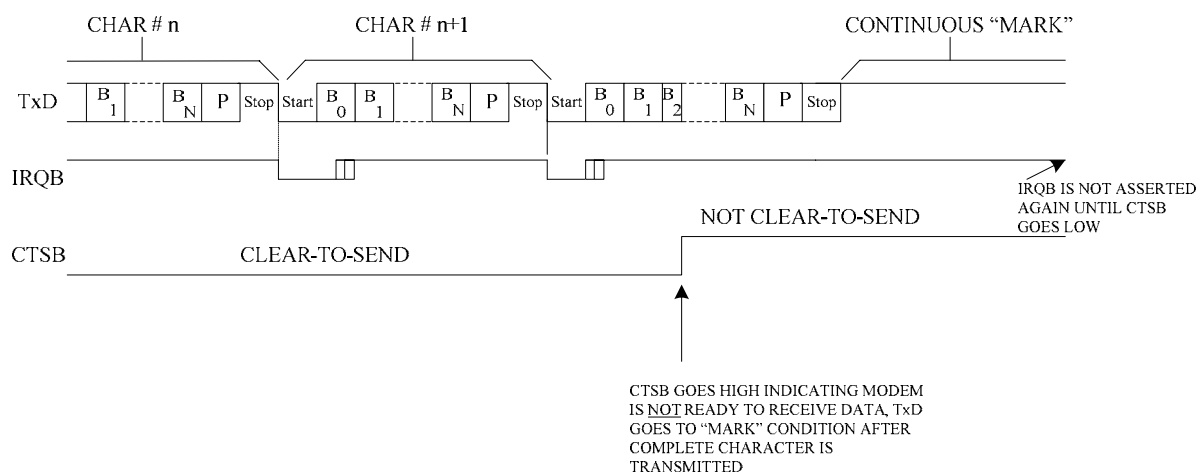 CHAR # n
CHAR # n+1
CONTINUOUS “MARK”
TxD B1 BN P Stop Start B0 B1 BN P Stop Start B0 B1 B2 BN P Stop
IRQB
IRQB IS NOT ASSERTED
AGAIN UNTIL CTSB
GOES LOW
NOT CLEAR-TO-SEND
CTSB
CLEAR-TO-SEND
CTSB GOES HIGH INDICATING MODEM
IS NOT READY TO RECEIVE DATA, TxD
GOES TO “MARK” CONDITION AFTER
COMPLETE CHARACTER IS
TRANSMITTED